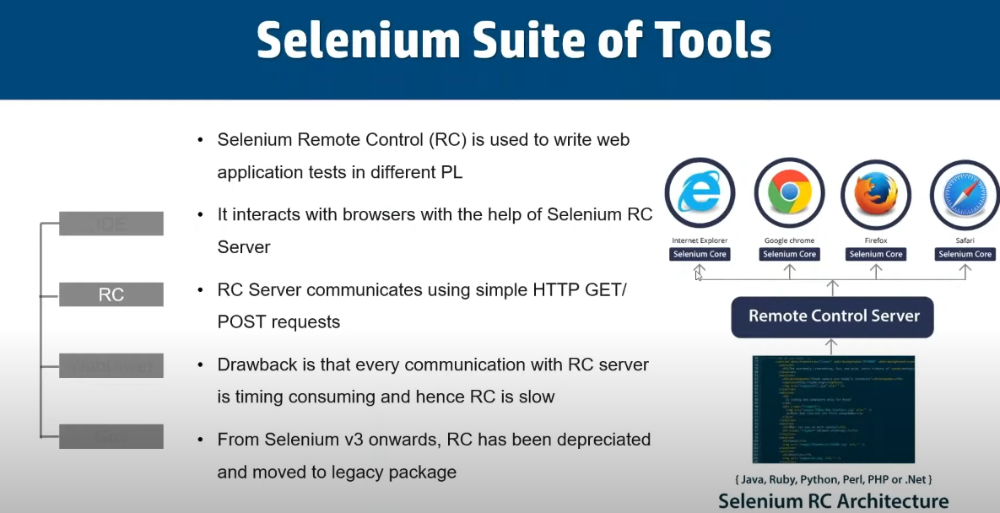 Selenium Suite of Tools
• Selenium Remote Control (RC) is used to write web
application tests in different PL
• It interacts with browsers with the help of Selenium RC
Server
• RC Server communicates using simple HTTP GET/
POST requests
• Drawback is that every communication with RC server
is timing consuming and hence RC is slow
• From Selenium v3 onwards, RC has been depreciated
and moved to legacy package
IDE
RC
Internet Explorer
Selenium Core
Google chrome
Selenium Core
Firefox
Selenium Core
Safari
Selenium Core
Remote Control Server
{ Java, Ruby, Python, Perl, PHP or .Net }
Selenium RC Architecture